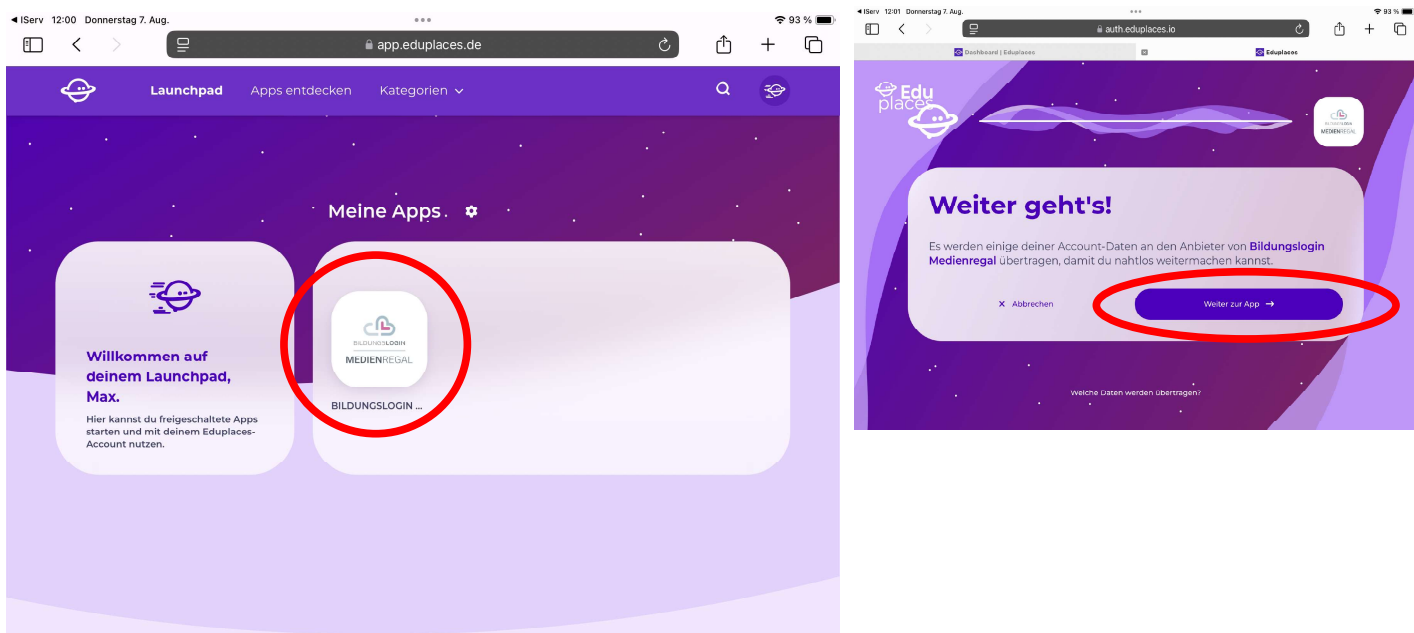 IServ 12:00 Donnerstag 7. Aug.
93 %
app.eduplaces.de
Launchpad Apps entdecken Kategorien
Meine Apps
Willkommen auf
deinem Launchpad,
Max.
Hier kannst du freigeschaltete Apps
starten und mit deinem Eduplaces-
Account nutzen.
BILDUNGSLOGIN
MEDIENREGAL
BILDUNGSLOGIN ...
IServ 12:01 Donnerstag 7. Aug.
93 %
auth.eduplaces.io
Dashboard | Eduplaces
Eduplaces
Edu
places
BILDUNGSLOGIN
MEDIENREGAL
Weiter geht's!
Es werden einige deiner Account-Daten an den Anbieter von Bildungslogin
Medienregal übertragen, damit du nahtlos weitermachen kannst.
X Abbrechen
Weiter zur App →
Welche Daten werden übertragen?